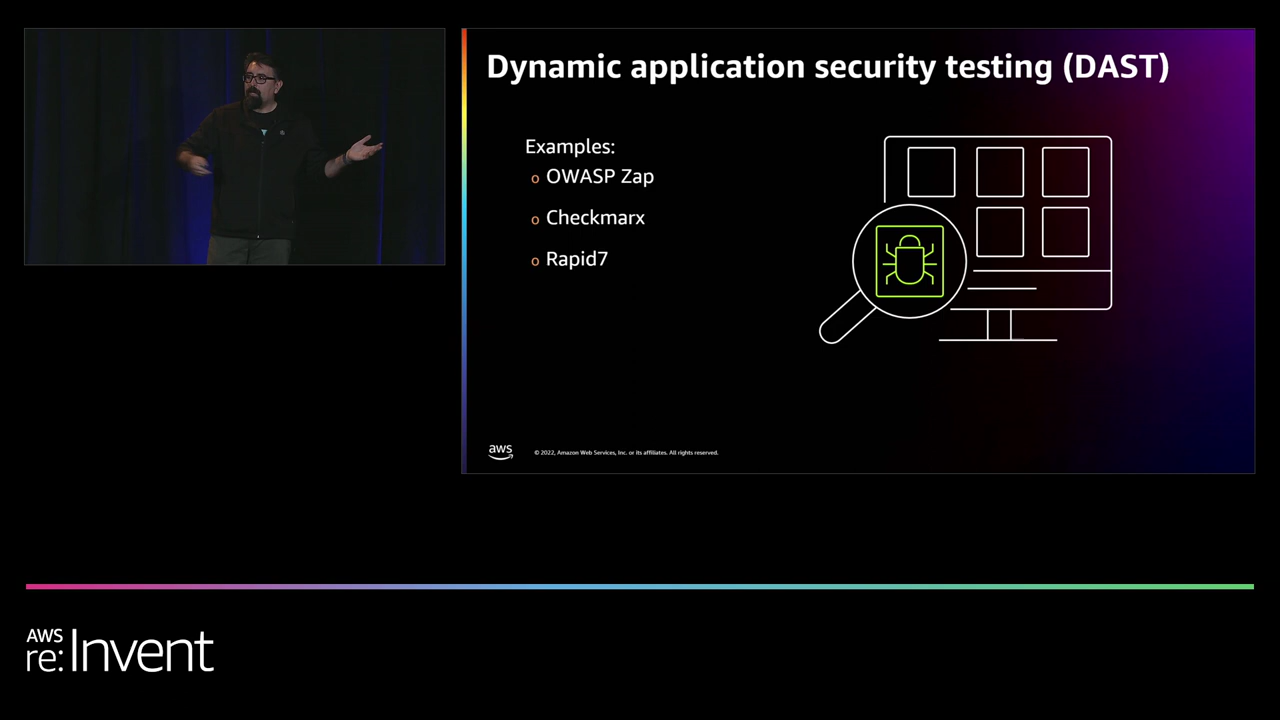 Dynamic application security testing (DAST)
Examples:
o OWASP Zap
o Checkmarx
o Rapid7
aws
© 2022, Amazon Web Services, Inc. or its affiliates. All rights reserved.
AWS
re:Invent